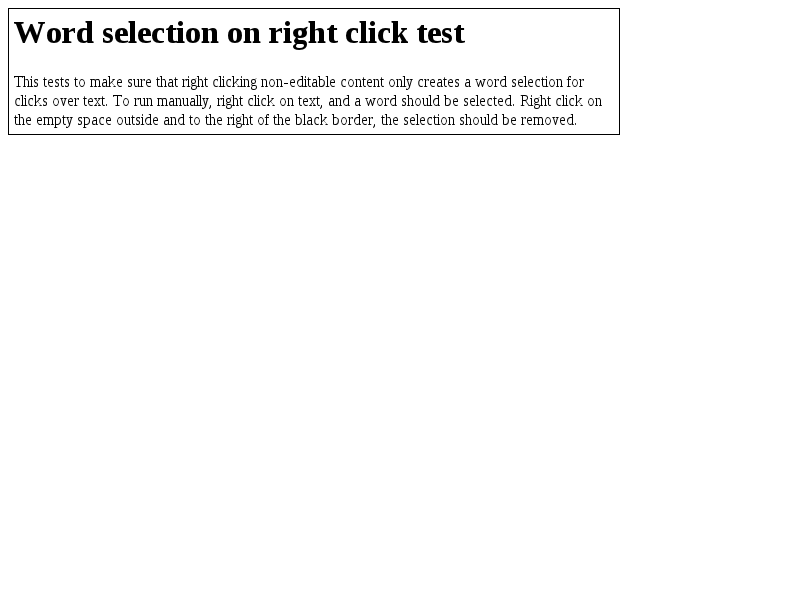 Word selection on right click test
This tests to make sure that right clicking non-editable content only creates a word selection for
clicks over text. To run manually, right click on text, and a word should be selected. Right click on
the empty space outside and to the right of the black border, the selection should be removed.